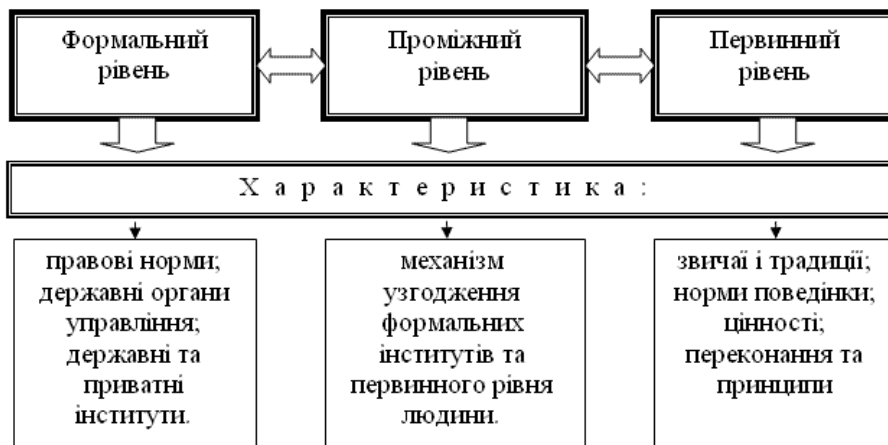 Формальний
рівень
Проміжний
рівень
Первинний
рівень
Характеристика:
правові норми;
державні органи
управління;
державні та
приватні
інститути.
механізм
узгодження
формальних
інститутів та
первинного рівня
людини.
звичаї і традиції;
норми поведінки;
цінності;
переконання та
принципи